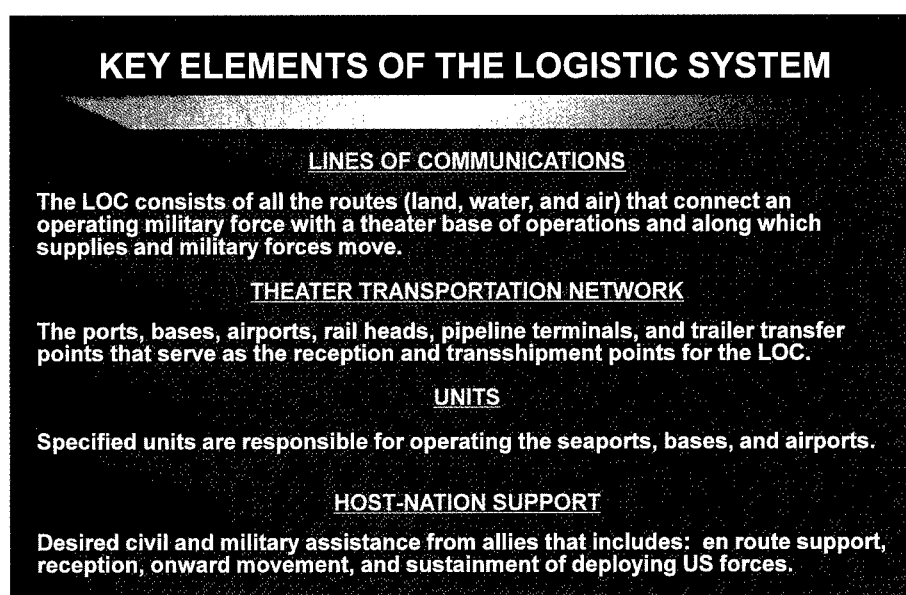 KEY ELEMENTS OF THE LOGISTIC SYSTEM
LINES OF COMMUNICATIONS
The LOC consists of all the routes (land, water, and air) that connect an
operating military force with a theater base of operations and along which
supplies and military forces move.
THEATER TRANSPORTATION NETWORK
The ports, bases, airports, rail heads, pipeline terminals, and trailer transfer
points that serve as the reception and transshipment points for the LOC.
UNITS
Specified units are responsible for operating the seaports, bases, and airports.
HOST-NATION SUPPORT
Desired civil and military assistance from allies that includes: en route support,
reception, onward movement, and sustainment of deploying US forces.